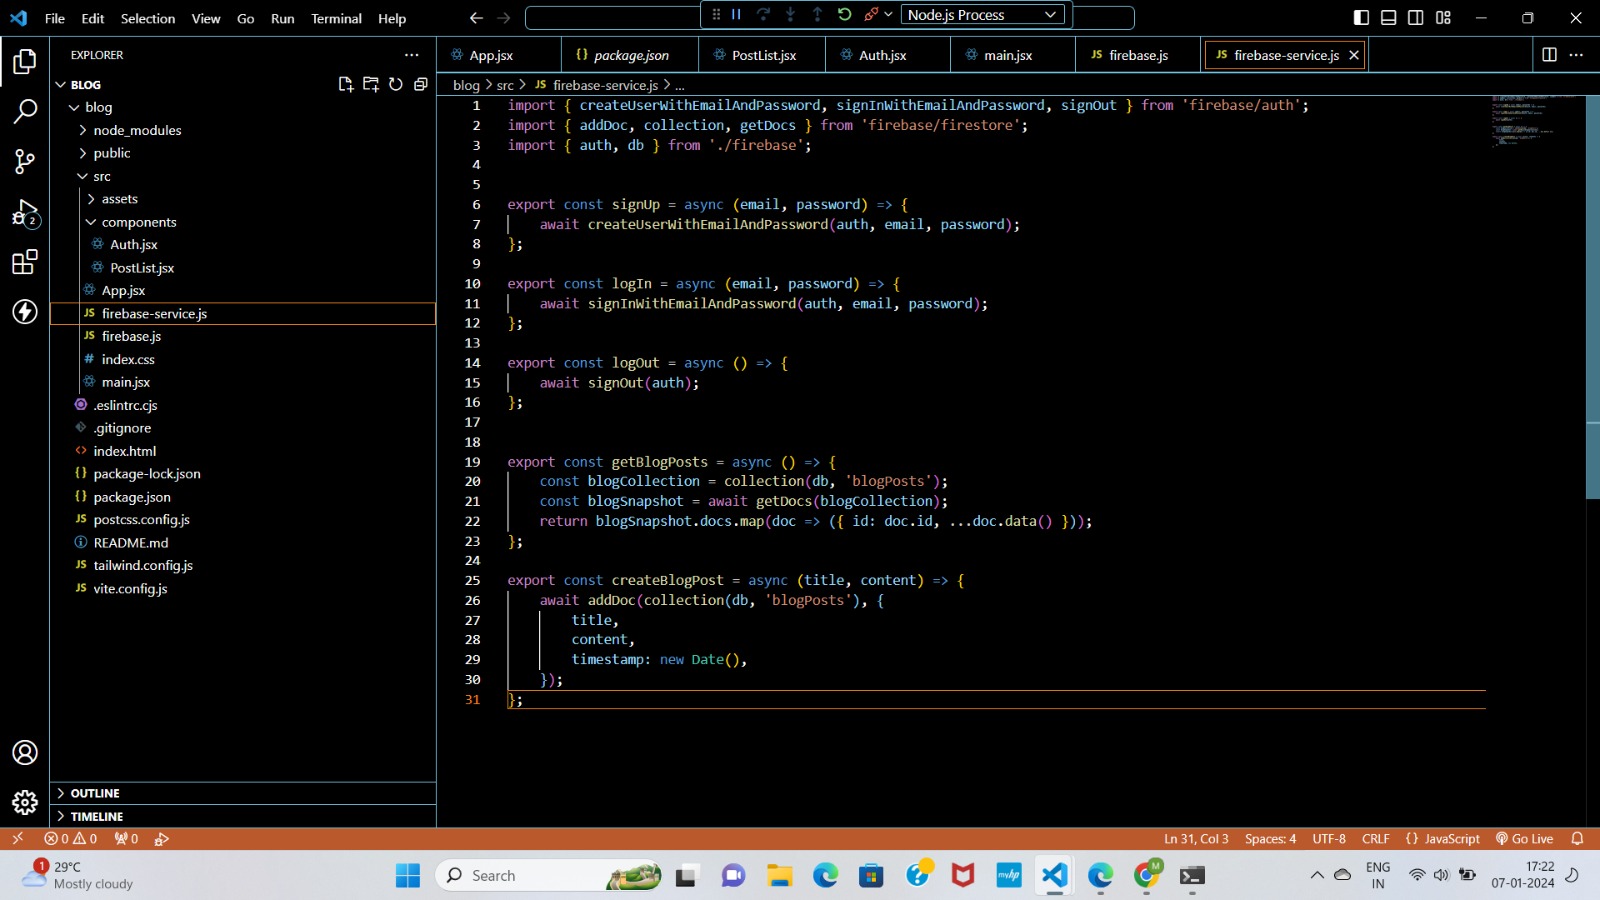 File Edit Selection View Go Run Terminal Help
Node.js Process
EXPLORER
App.jsx
package.json
PostList.jsx
Auth.jsx
main.jsx
JS firebase.js
JS firebase-service.js
BLOG
blog > src > JS firebase-service.js > ...
blog
node_modules
public
src
assets
components
Auth.jsx
PostList.jsx
App.jsx
JS firebase-service.js
JS firebase.js
# index.css
main.jsx
.eslintrc.cjs
.gitignore
<> index.html
{} package-lock.json
{} package.json
JS postcss.config.js
README.md
JS tailwind.config.js
JS vite.config.js
OUTLINE
TIMELINE
2
1 import { createUserWithEmailAndPassword, signInWithEmailAndPassword, signOut } from 'firebase/auth';
2 import { addDoc, collection, getDocs } from 'firebase/firestore';
3 import { auth, db } from './firebase';
4
5
6 export const signUp = async (email, password) => {
7     await createUserWithEmailAndPassword(auth, email, password);
8 };
9
10 export const logIn = async (email, password) => {
11     await signInWithEmailAndPassword(auth, email, password);
12 };
13
14 export const logOut = async () => {
15     await signOut(auth);
16 };
17
18
19 export const getBlogPosts = async () => {
20     const blogCollection = collection(db, 'blogPosts');
21     const blogSnapshot = await getDocs(blogCollection);
22     return blogSnapshot.docs.map(doc => ({ id: doc.id, ...doc.data() }));
23 };
24
25 export const createBlogPost = async (title, content) => {
26     await addDoc(collection(db, 'blogPosts'), {
27         title,
28         content,
29         timestamp: new Date(),
30     });
31 };
0 0 0
Ln 31, Col 3 Spaces: 4 UTF-8 CRLF {} JavaScript Go Live
1
29°C
Mostly cloudy
Search
myhp
M
ENG
IN
17:22
07-01-2024